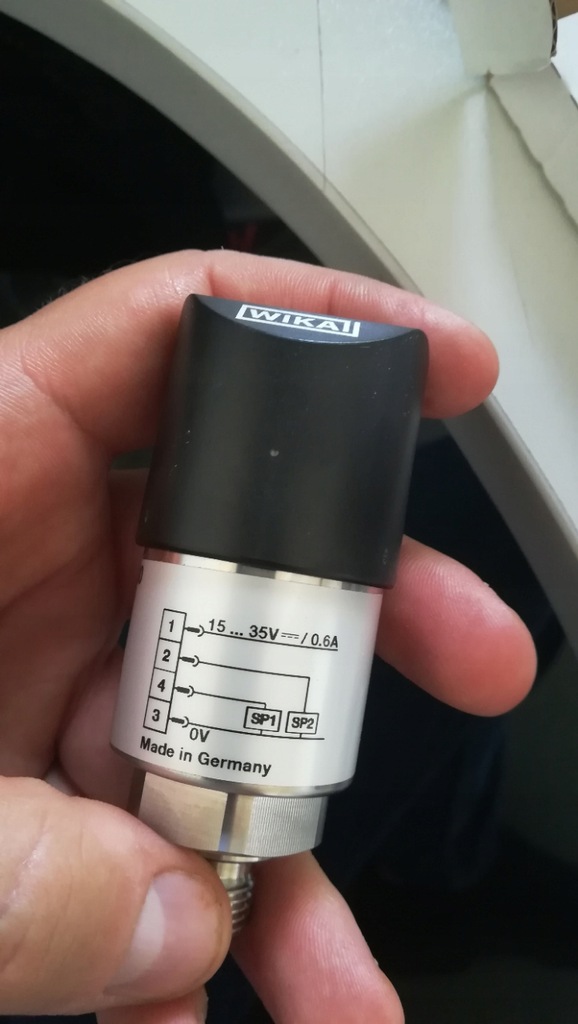 WIKA
1 15 ... 35V⎓/ 0.6A
2
4 SP1 SP2
3 0V
Made in Germany